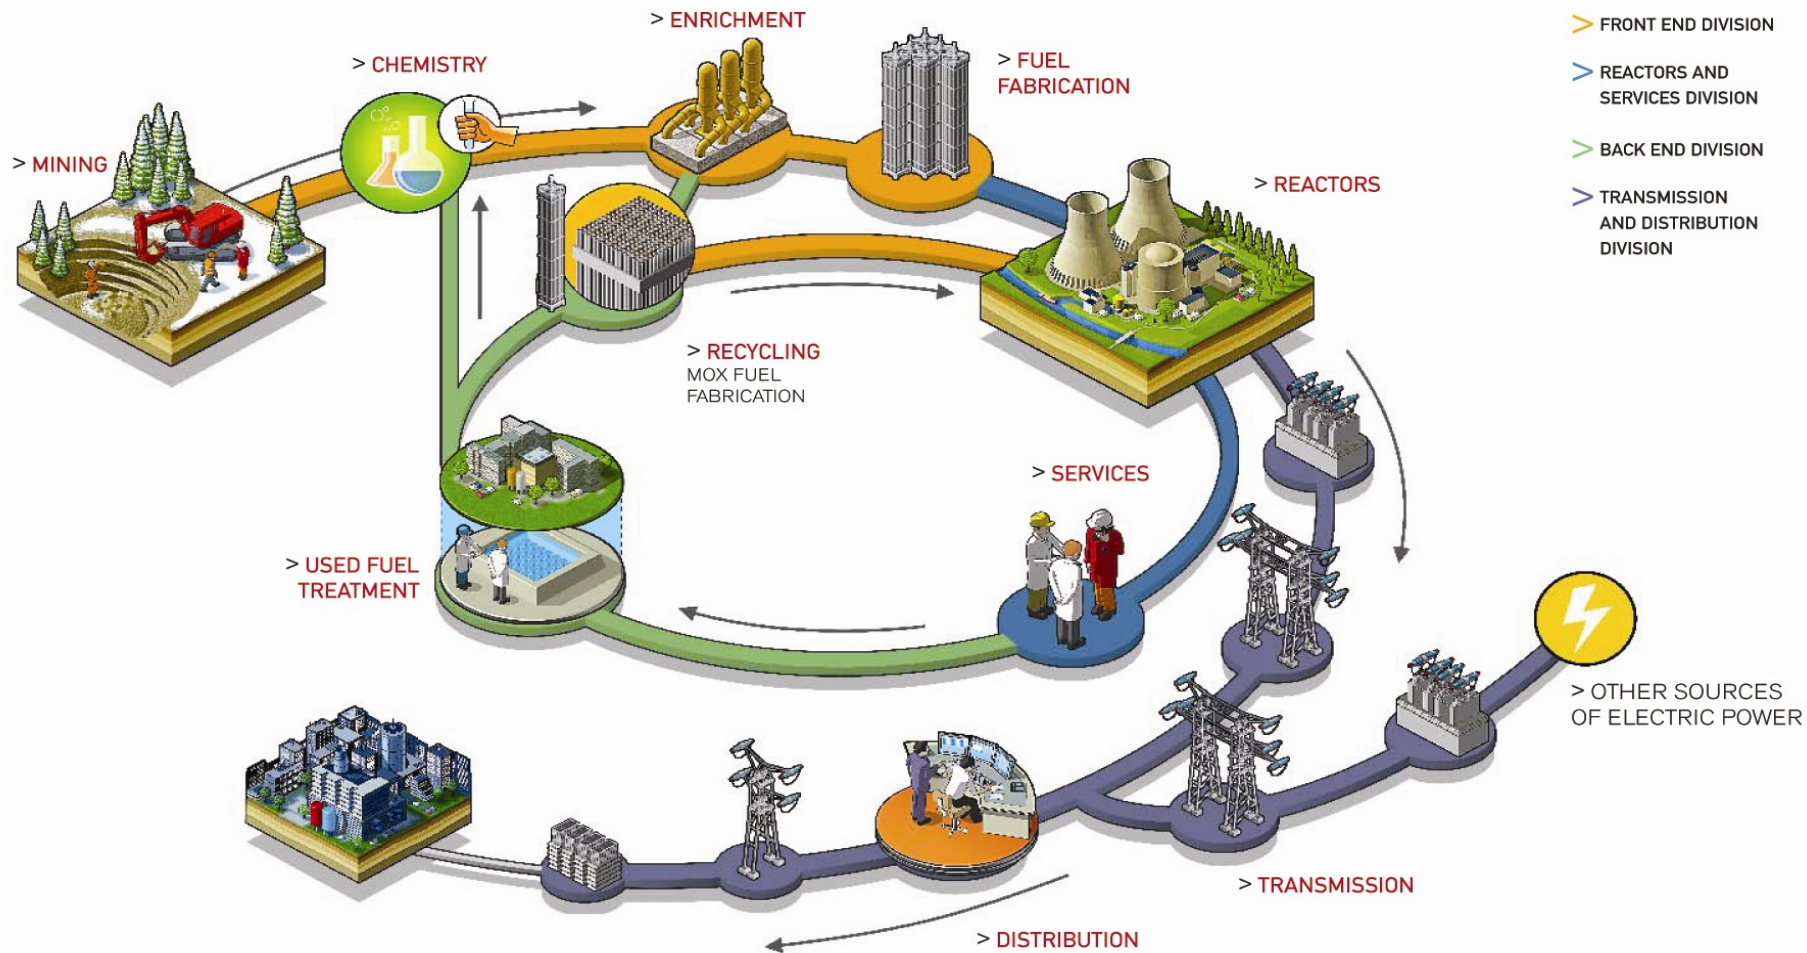 > ENRICHMENT
> FRONT END DIVISION
> CHEMISTRY
> FUEL
FABRICATION
> REACTORS AND
SERVICES DIVISION
> MINING
> BACK END DIVISION
> REACTORS
> TRANSMISSION
AND DISTRIBUTION
DIVISION
> RECYCLING
MOX FUEL
FABRICATION
> SERVICES
> USED FUEL
TREATMENT
> OTHER SOURCES
OF ELECTRIC POWER
> TRANSMISSION
> DISTRIBUTION